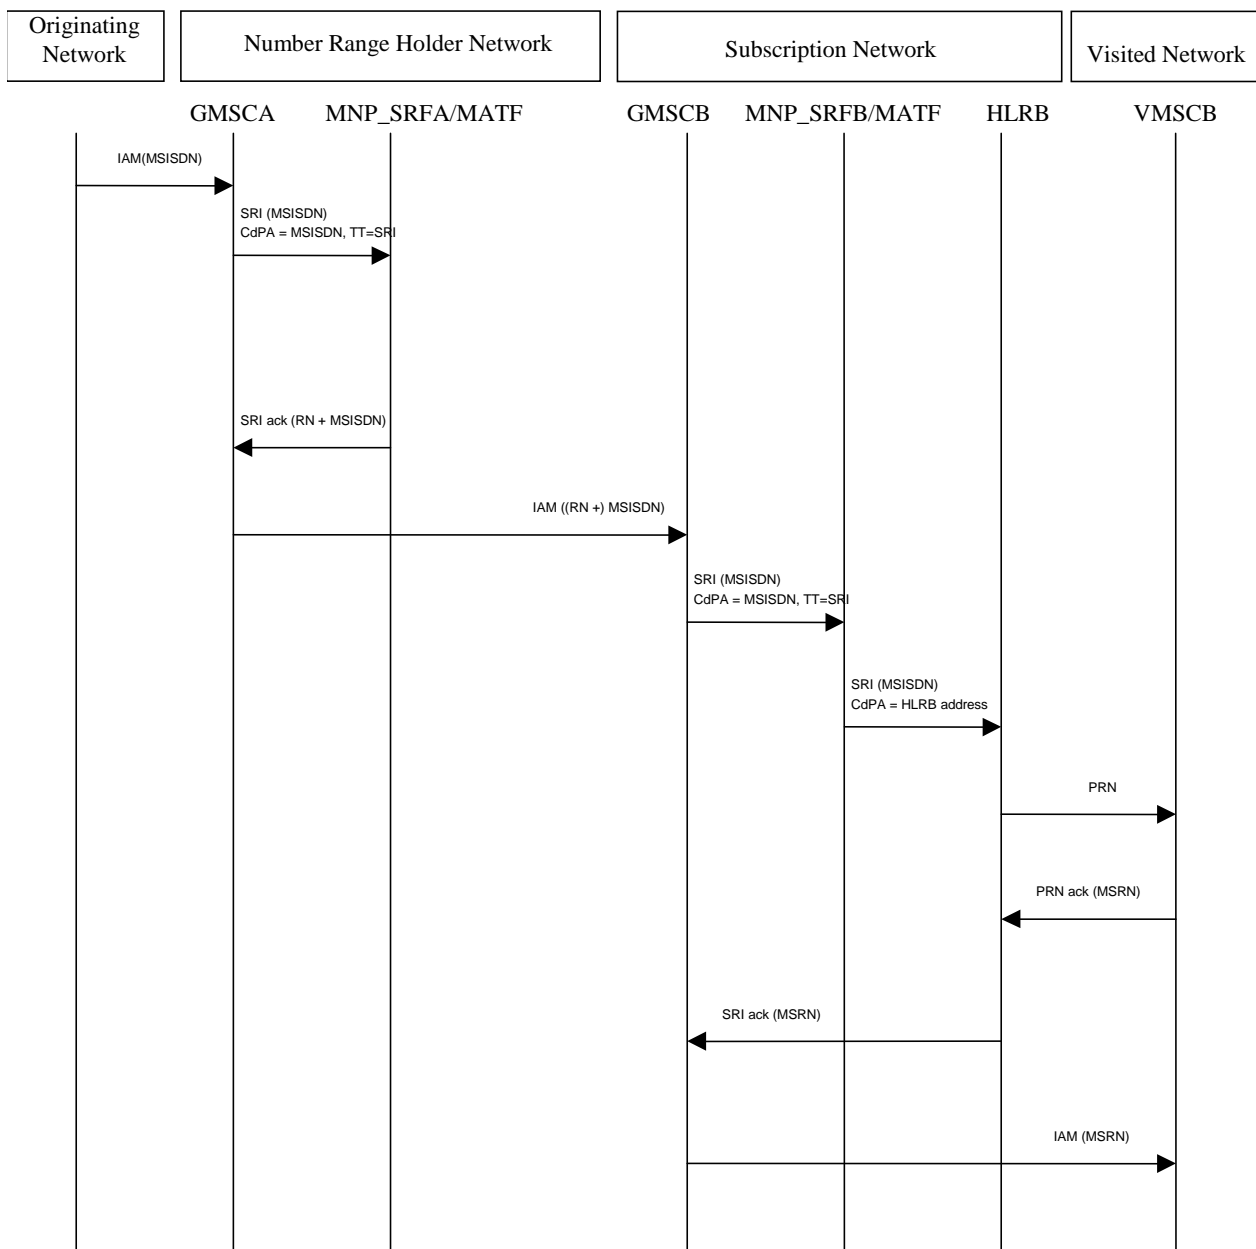 Originating
Network
Number Range Holder Network
Subscription Network
Visited Network
GMSCA
MNP_SRFA/MATF
GMSCB
MNP_SRFB/MATF
HLRB
VMSCB
IAM(MSISDN)
SRI (MSISDN)
CdPA = MSISDN, TT=SRI
SRI ack (RN + MSISDN)
IAM ((RN +) MSISDN)
SRI (MSISDN)
CdPA = MSISDN, TT=SRI
SRI (MSISDN)
CdPA = HLRB address
PRN
PRN ack (MSRN)
SRI ack (MSRN)
IAM (MSRN)